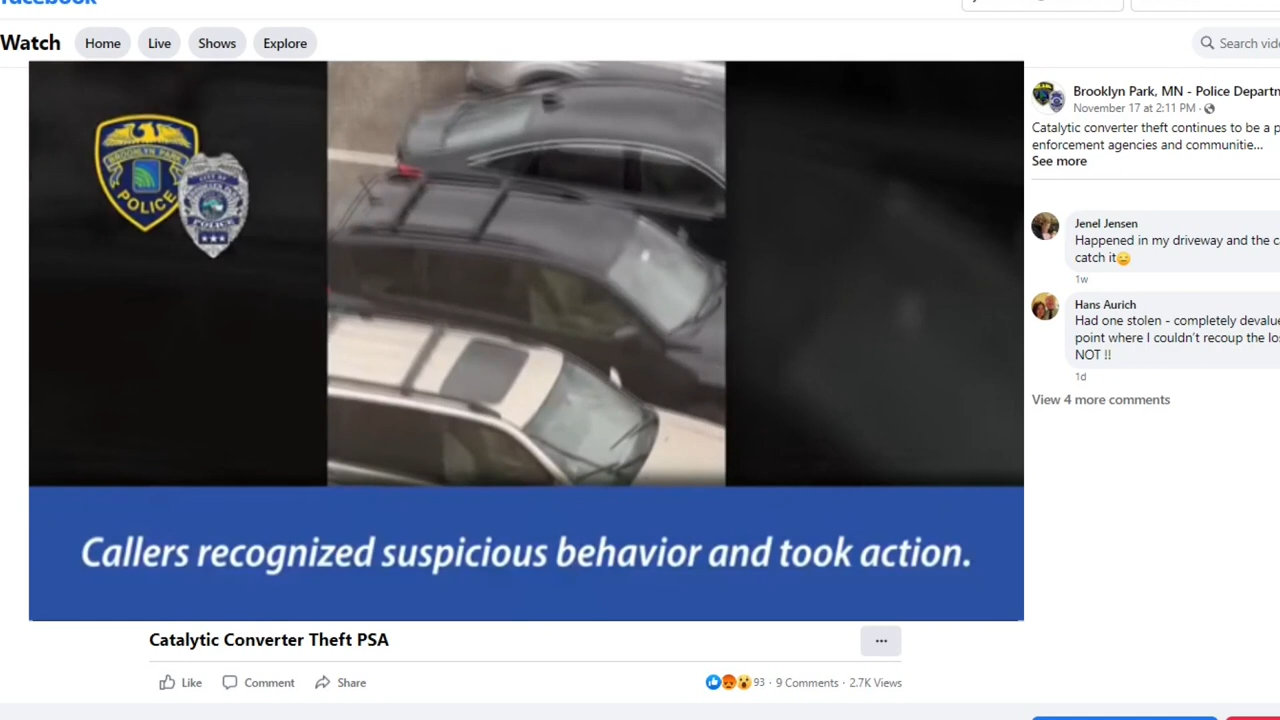 facebook
Watch
Home
Live
Shows
Explore
Search vide
BROOKLYN PARK
POLICE
CITY OF
POLICE
Callers recognized suspicious behavior and took action.
Catalytic Converter Theft PSA
...
Like
Comment
Share
93 · 9 Comments · 2.7K Views
Brooklyn Park, MN - Police Departm
November 17 at 2:11 PM ·
Catalytic converter theft continues to be a p
enforcement agencies and communitie...
See more
Jenel Jensen
Happened in my driveway and the c
catch it😑
1w
Hans Aurich
Had one stolen - completely devalue
point where I couldn't recoup the lo
NOT !!
1d
View 4 more comments